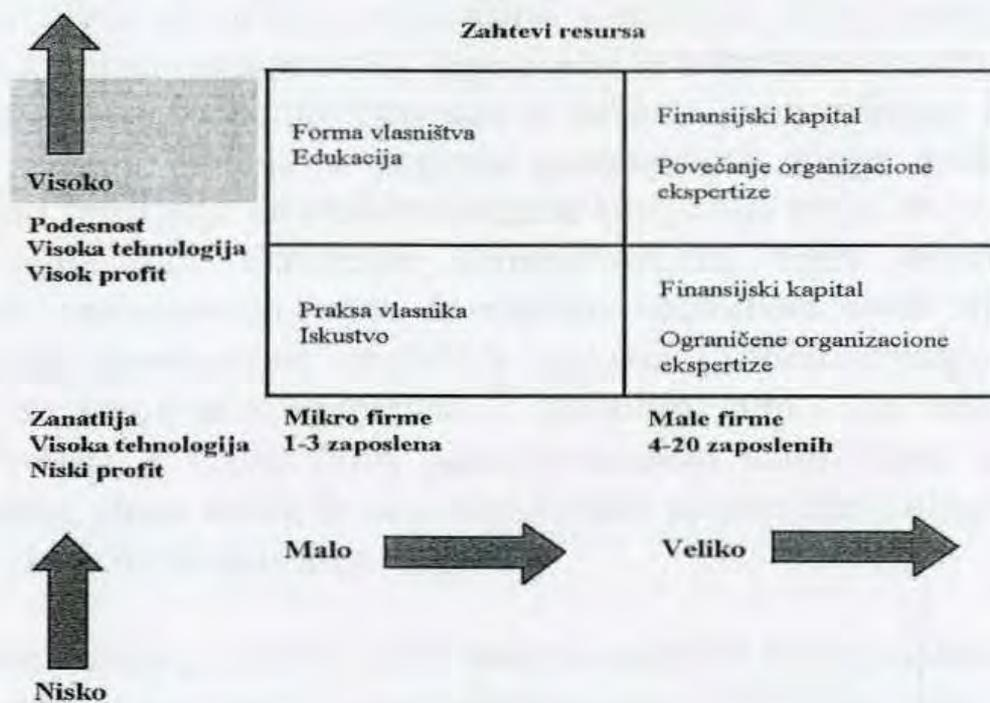 Zahtevi resursa
Visoko
Podesnost
Visoka tehnologija
Visok profit
Forma vlasništva
Edukacija
Finansijski kapital
Povečanje organizacione
ekspertize
Praksa vlasnika
Iskustvo
Finansijski kapital
Ograničene organizacione
ekspertize
Zanatlija
Visoka tehnologija
Niski profit
Mikro firme
1-3 zaposlena
Male firme
4-20 zaposlenih
Malo
Veliko
Nisko